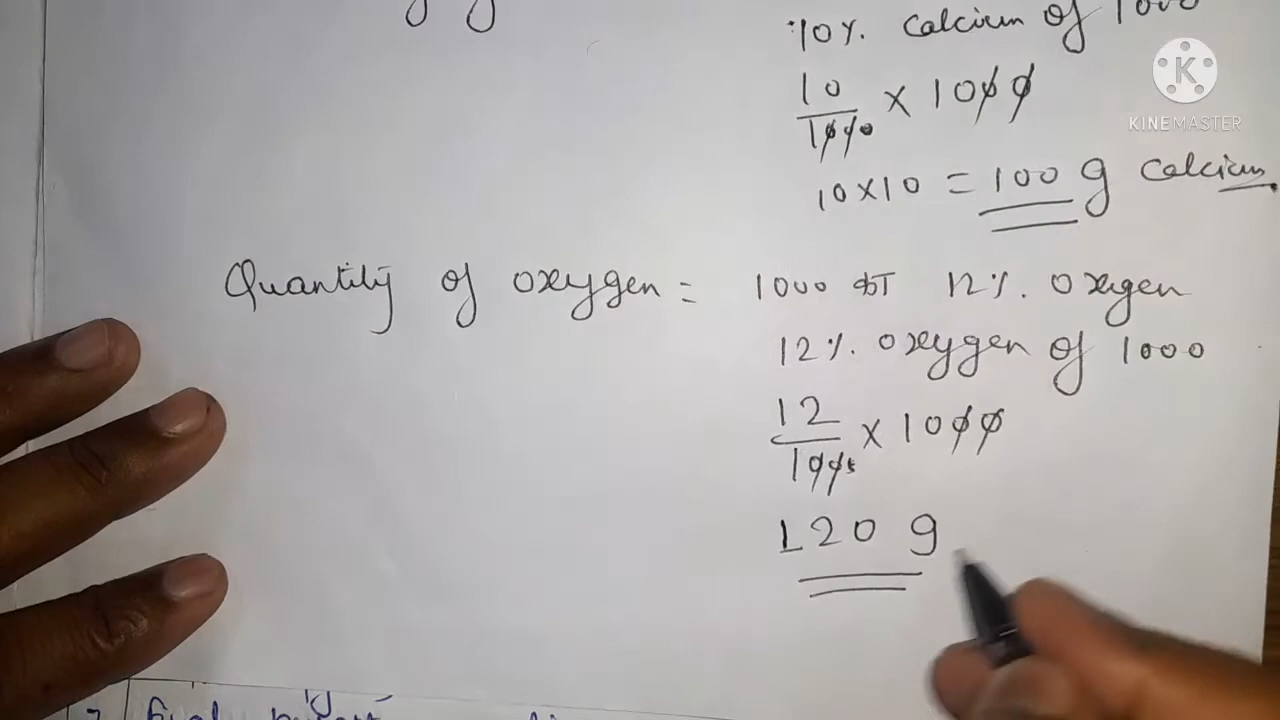 10%. Calcium of 1000
10/100 × 1000
10×10 = 100 g Calcium.
Quantity of oxygen = 1000 ഇൽ 12%. Oxygen
12%. oxygen of 1000
12/100 × 1000
120 g
KINEMASTER